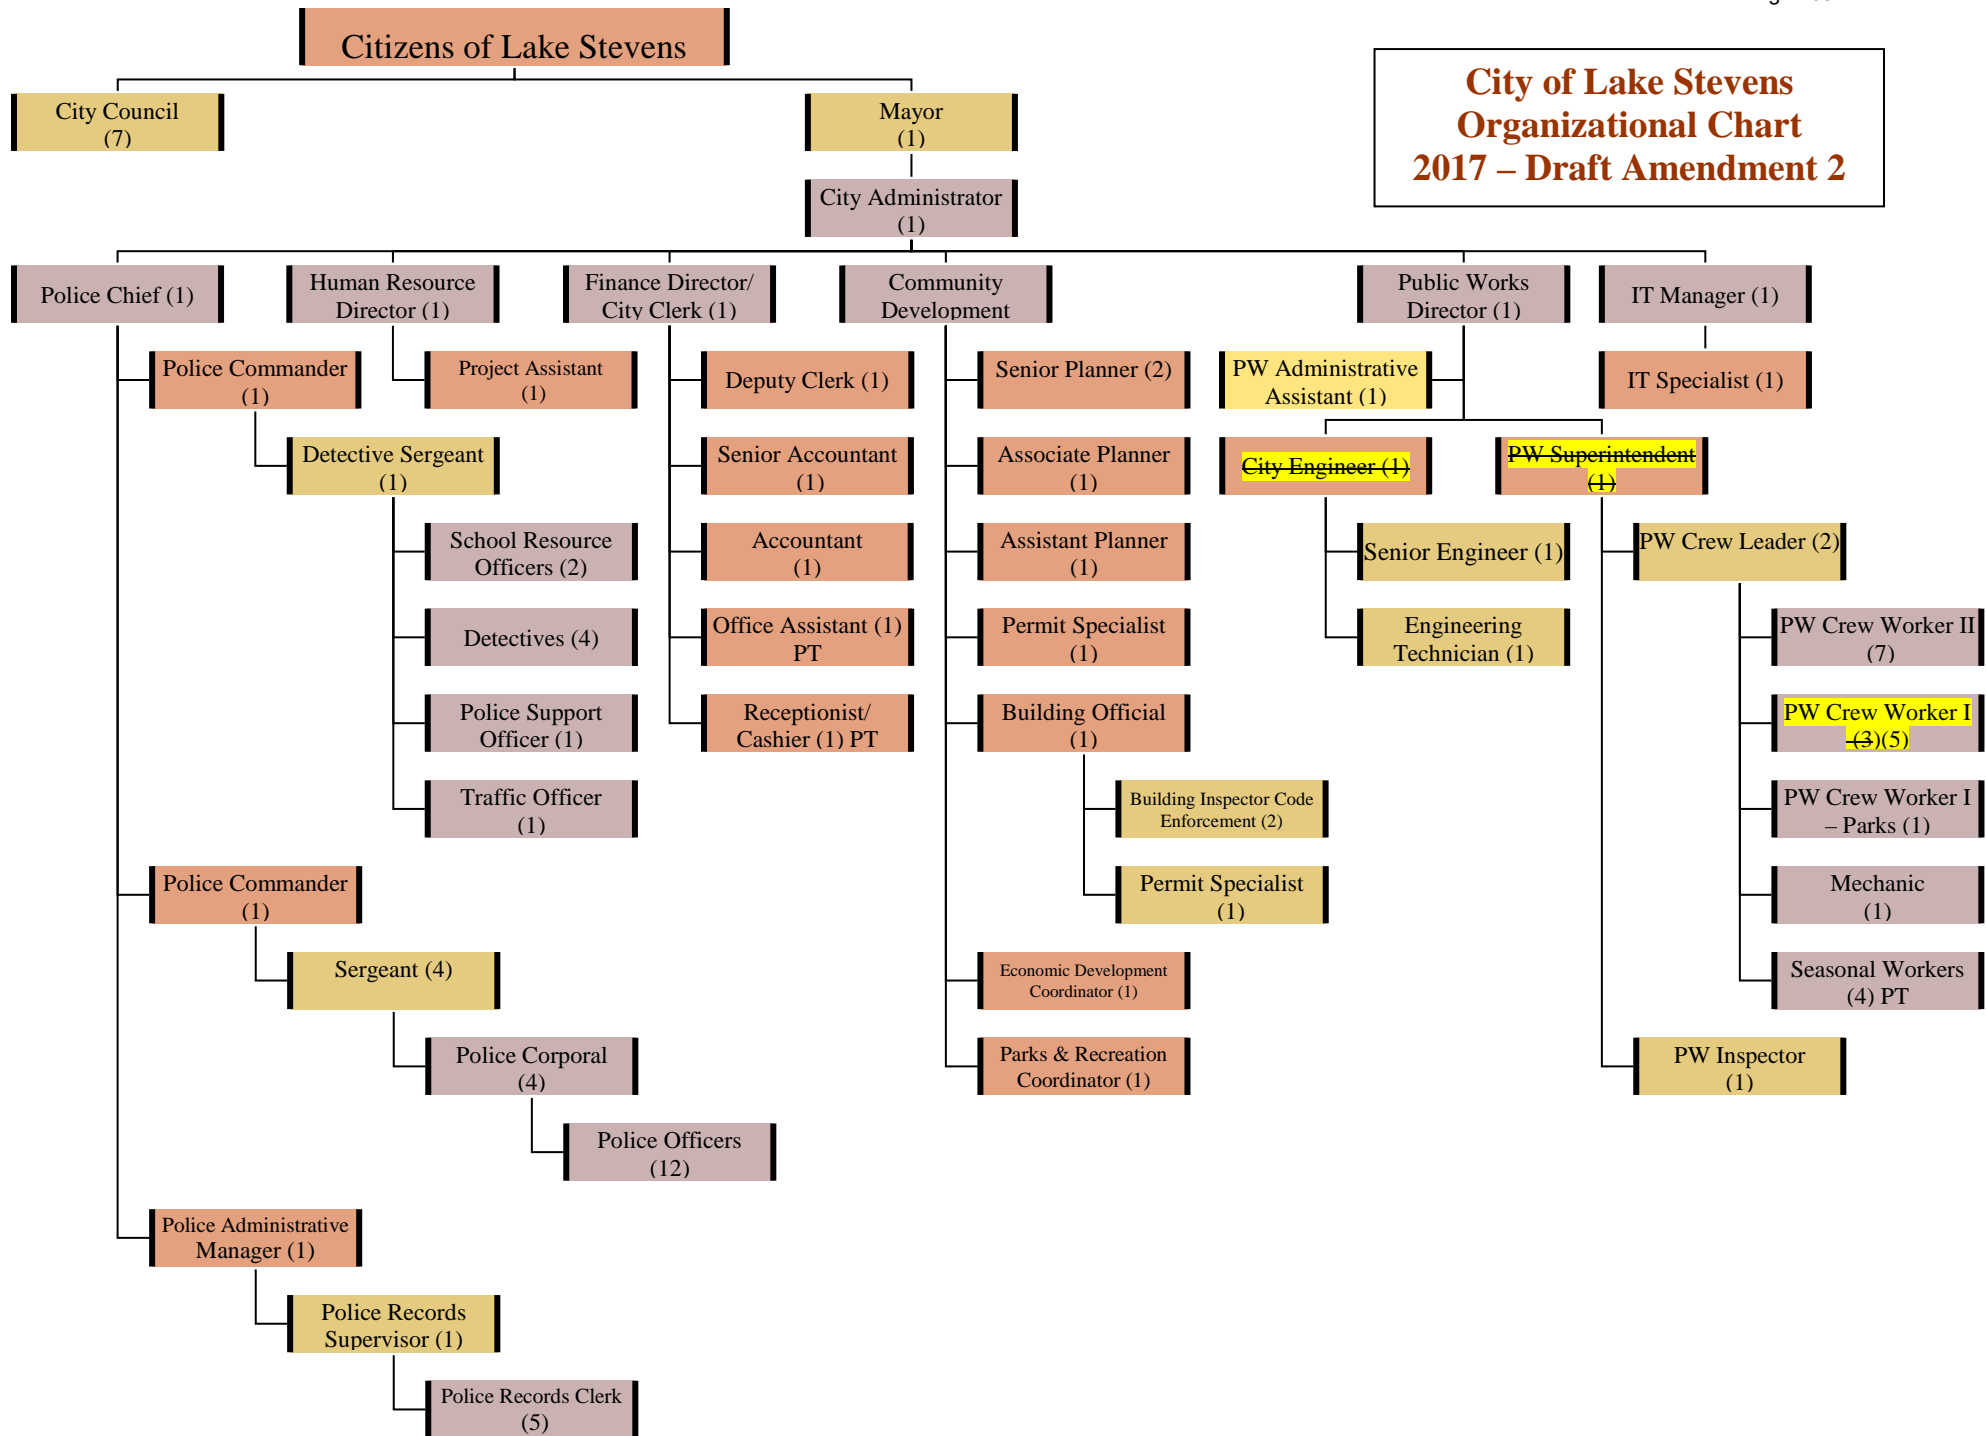 Citizens of Lake Stevens
City of Lake Stevens
Organizational Chart
2017 – Draft Amendment 2
City Council
(7)
Mayor
(1)
City Administrator
(1)
Police Chief (1)
Human Resource
Director (1)
Finance Director/
City Clerk (1)
Community
Development
Public Works
Director (1)
IT Manager (1)
Police Commander
(1)
Project Assistant
(1)
Deputy Clerk (1)
Senior Planner (2)
PW Administrative
Assistant (1)
IT Specialist (1)
Detective Sergeant
(1)
Senior Accountant
(1)
Associate Planner
(1)
City Engineer (1)
PW Superintendent
(1)
School Resource
Officers (2)
Accountant
(1)
Assistant Planner
(1)
Senior Engineer (1)
PW Crew Leader (2)
Detectives (4)
Office Assistant (1)
PT
Permit Specialist
(1)
Engineering
Technician (1)
PW Crew Worker II
(7)
Police Support
Officer (1)
Receptionist/
Cashier (1) PT
Building Official
(1)
PW Crew Worker I
(3)(5)
Traffic Officer
(1)
Building Inspector Code
Enforcement (2)
PW Crew Worker I
– Parks (1)
Police Commander
(1)
Permit Specialist
(1)
Mechanic
(1)
Sergeant (4)
Economic Development
Coordinator (1)
Seasonal Workers
(4) PT
Police Corporal
(4)
Parks & Recreation
Coordinator (1)
PW Inspector
(1)
Police Officers
(12)
Police Administrative
Manager (1)
Police Records
Supervisor (1)
Police Records Clerk
(5)